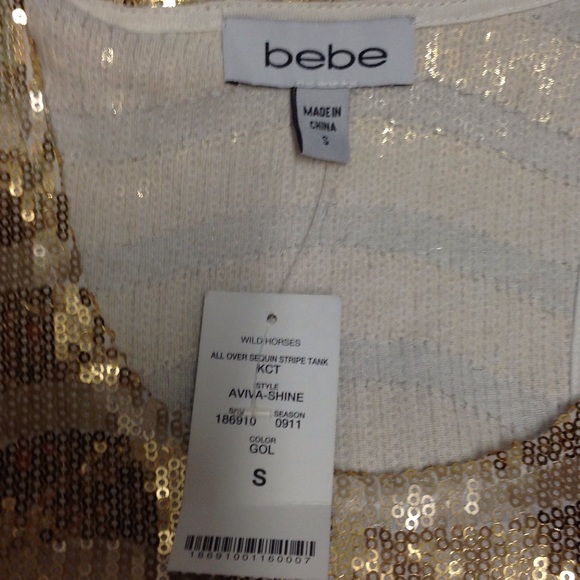 bebe
MADE IN
CHINA
S
WILD HORSES
ALL OVER SEQUIN STRIPE TANK
KCT
STYLE
AVIVA-SHINE
SEASON
186910 0911
COLOR
GOL
S
18691001160007